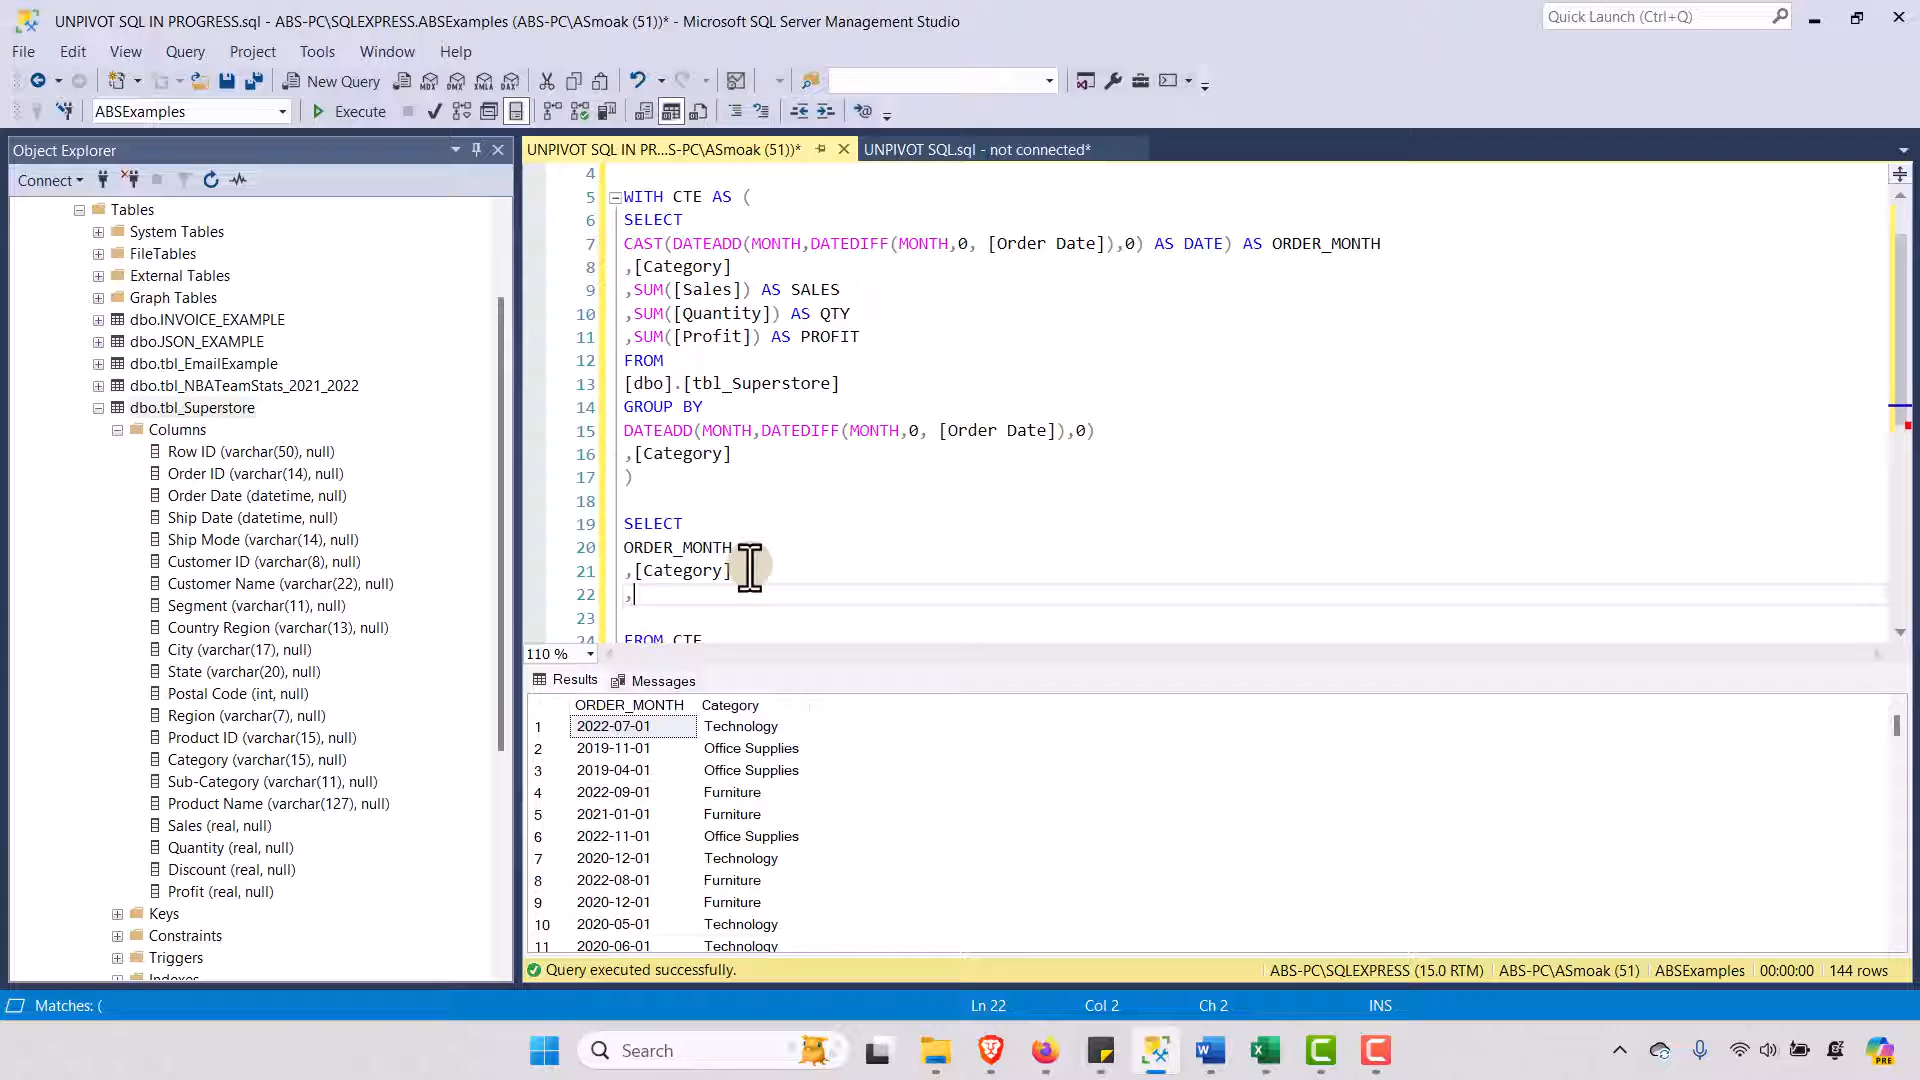 UNPIVOT SQL IN PROGRESS.sql - ABS-PC\SQLEXPRESS.ABSExamples (ABS-PC\ASmoak (51))* - Microsoft SQL Server Management Studio
Quick Launch (Ctrl+Q)
File Edit View Query Project Tools Window Help
New Query
ABSExamples
Execute
Object Explorer
UNPIVOT SQL IN PR...S-PC\ASmoak (51))*
UNPIVOT SQL.sql - not connected*
Connect
Tables
System Tables
FileTables
External Tables
Graph Tables
dbo.INVOICE_EXAMPLE
dbo.JSON_EXAMPLE
dbo.tbl_EmailExample
dbo.tbl_NBATeamStats_2021_2022
dbo.tbl_Superstore
Columns
Row ID (varchar(50), null)
Order ID (varchar(14), null)
Order Date (datetime, null)
Ship Date (datetime, null)
Ship Mode (varchar(14), null)
Customer ID (varchar(8), null)
Customer Name (varchar(22), null)
Segment (varchar(11), null)
Country Region (varchar(13), null)
City (varchar(17), null)
State (varchar(20), null)
Postal Code (int, null)
Region (varchar(7), null)
Product ID (varchar(15), null)
Category (varchar(15), null)
Sub-Category (varchar(11), null)
Product Name (varchar(127), null)
Sales (real, null)
Quantity (real, null)
Discount (real, null)
Profit (real, null)
Keys
Constraints
Triggers
Indexes
4
5 WITH CTE AS (
6 SELECT
7 CAST(DATEADD(MONTH,DATEDIFF(MONTH,0, [Order Date]),0) AS DATE) AS ORDER_MONTH
8 ,[Category]
9 ,SUM([Sales]) AS SALES
10 ,SUM([Quantity]) AS QTY
11 ,SUM([Profit]) AS PROFIT
12 FROM
13 [dbo].[tbl_Superstore]
14 GROUP BY
15 DATEADD(MONTH,DATEDIFF(MONTH,0, [Order Date]),0)
16 ,[Category]
17 )
18
19 SELECT
20 ORDER_MONTH
21 ,[Category]
22 ,
23
24 FROM CTE
110 %
Results Messages
ORDER_MONTH Category
1 2022-07-01 Technology
2 2019-11-01 Office Supplies
3 2019-04-01 Office Supplies
4 2022-09-01 Furniture
5 2021-01-01 Furniture
6 2022-11-01 Office Supplies
7 2020-12-01 Technology
8 2022-08-01 Furniture
9 2020-12-01 Furniture
10 2020-05-01 Technology
11 2020-06-01 Technology
Query executed successfully.
ABS-PC\SQLEXPRESS (15.0 RTM) ABS-PC\ASmoak (51) ABSExamples 00:00:00 144 rows
Matches: (
Ln 22 Col 2 Ch 2 INS
Search
PRE